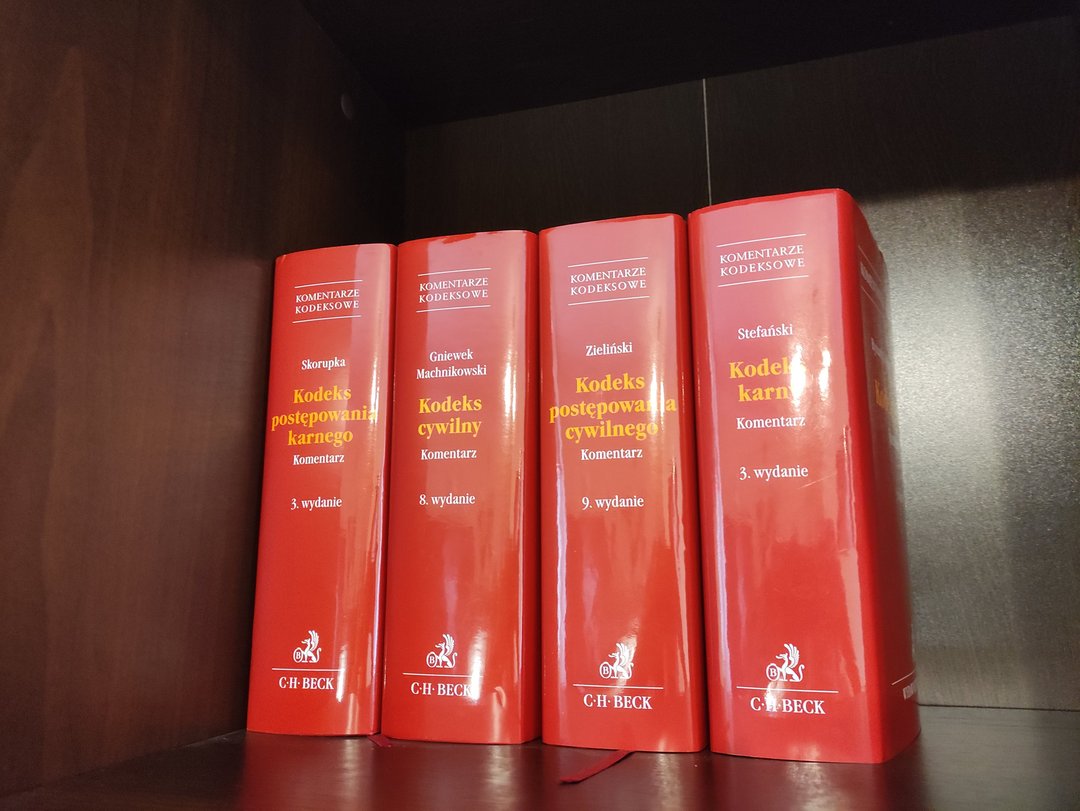 KOMENTARZE
KODEKSOWE
Skorupka
Kodeks
postępowania
karnego
Komentarz
3. wydanie
B
C·H·BECK
KOMENTARZE
KODEKSOWE
Gniewek
Machnikowski
Kodeks
cywilny
Komentarz
8. wydanie
B
C·H·BECK
KOMENTARZE
KODEKSOWE
Zieliński
Kodeks
postępowania
cywilnego
Komentarz
9. wydanie
B
C·H·BECK
KOMENTARZE
KODEKSOWE
Stefański
Kodeks
karny
Komentarz
3. wydanie
B
C·H·BECK